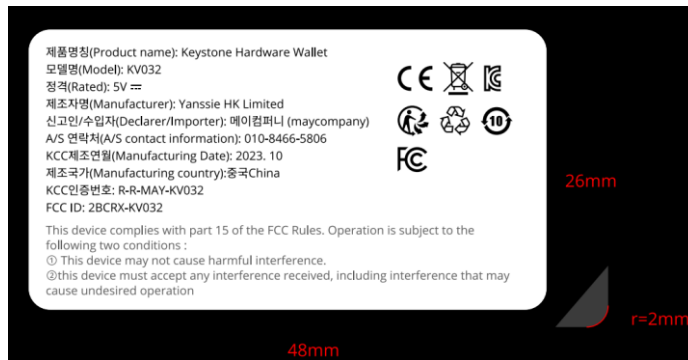 제품명칭(Product name): Keystone Hardware Wallet
모델명(Model): KV032
정격(Rated): 5V ⎓
제조자명(Manufacturer): Yanssie HK Limited
신고인/수입자(Declarer/Importer): 메이컴퍼니 (maycompany)
A/S 연락처(A/S contact information): 010-8466-5806
KCC제조연월(Manufacturing Date): 2023. 10
제조국가(Manufacturing country):중국China
KCC인증번호: R-R-MAY-KV032
FCC ID: 2BCRX-KV032
This device complies with part 15 of the FCC Rules. Operation is subject to the
following two conditions :
① This device may not cause harmful interference.
②this device must accept any interference received, including interference that may
cause undesired operation
CE
KC
10
FC
26mm
r=2mm
48mm